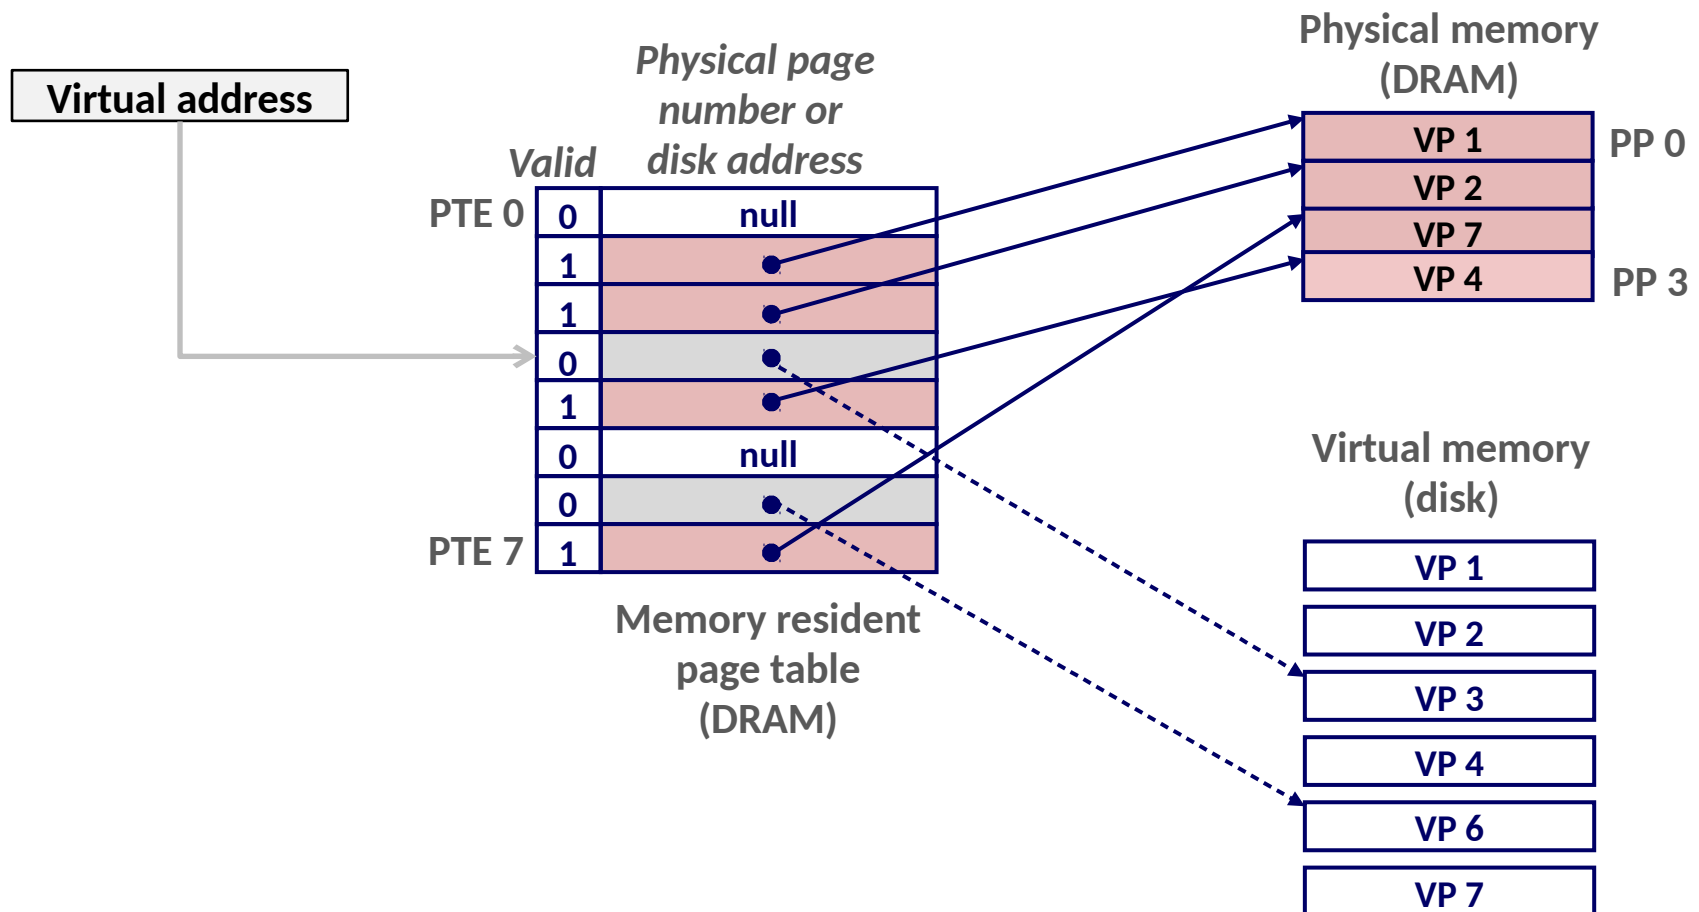 Virtual address
Physical page
number or
disk address
Valid
PTE 0
0
null
1
1
0
1
0
null
0
PTE 7
1
Memory resident
page table
(DRAM)
Physical memory
(DRAM)
VP 1
PP 0
VP 2
VP 7
VP 4
PP 3
Virtual memory
(disk)
VP 1
VP 2
VP 3
VP 4
VP 6
VP 7